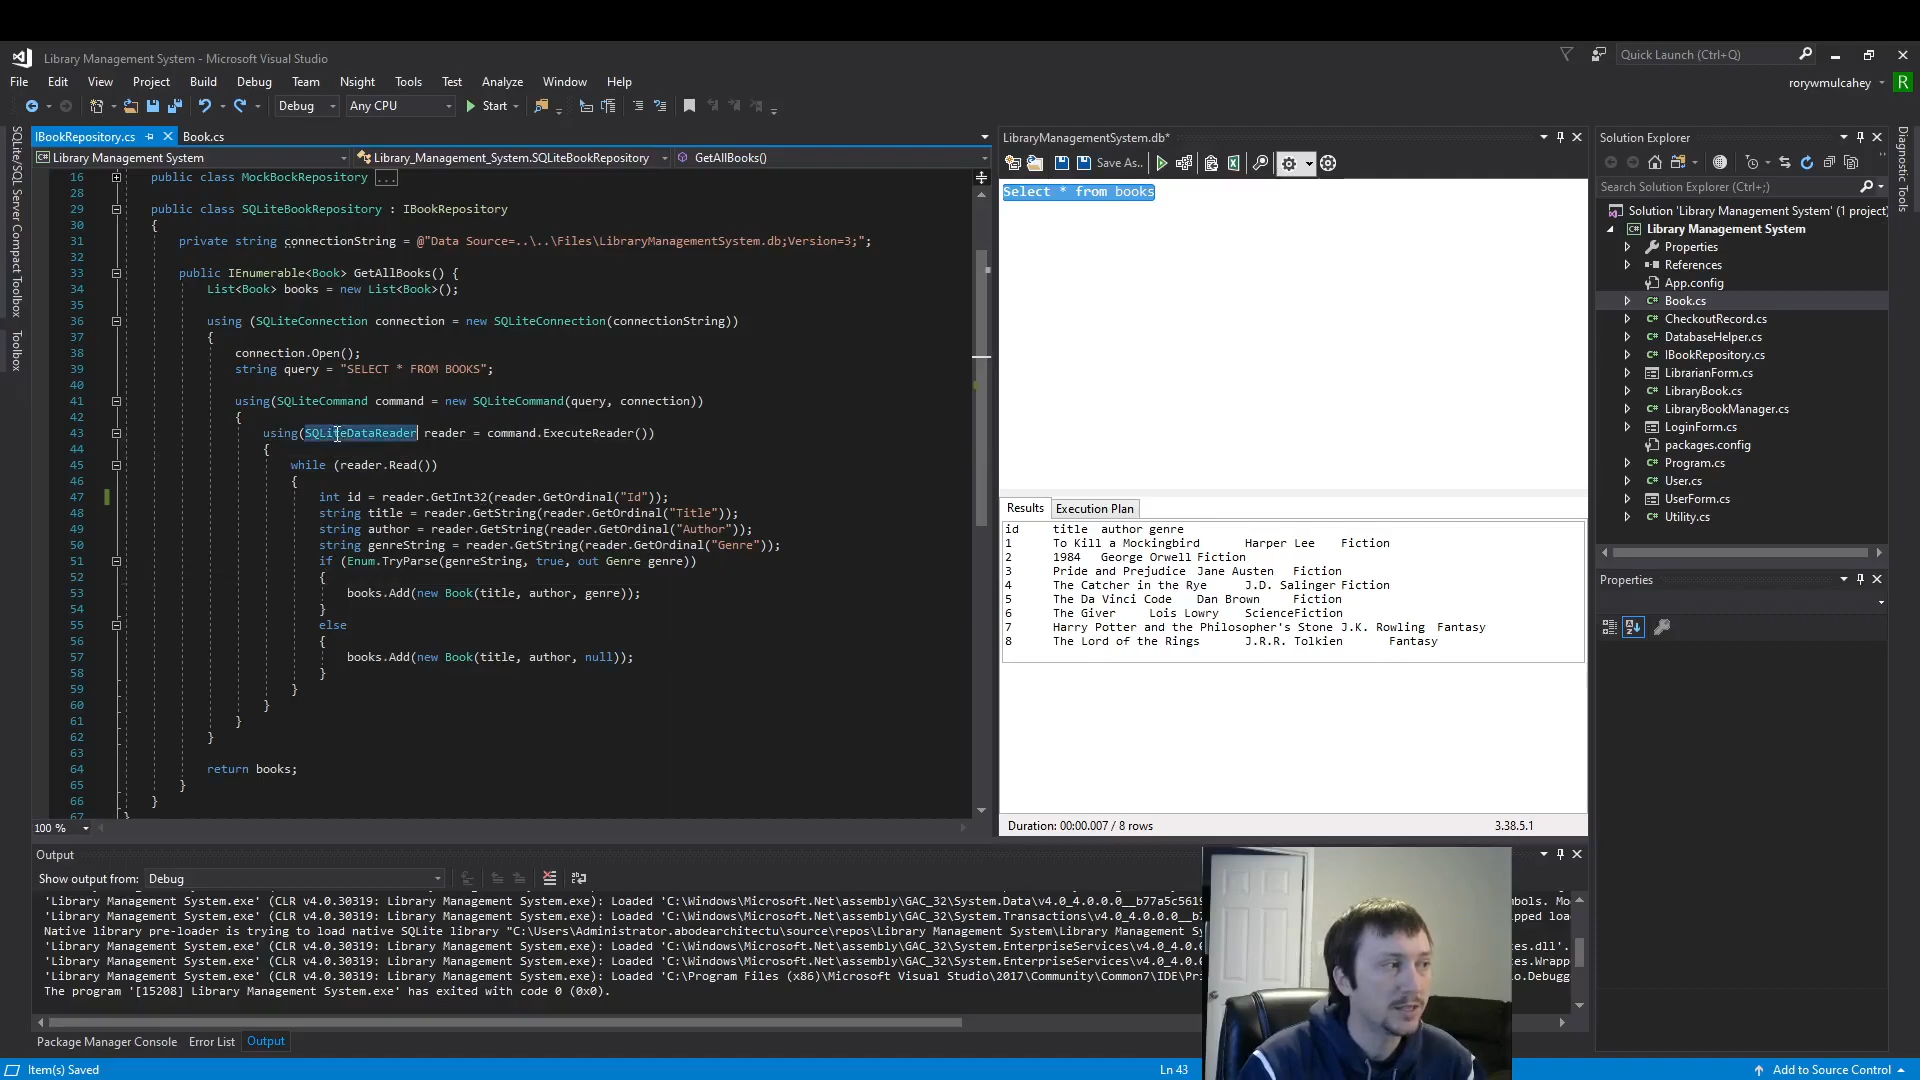 Library Management System - Microsoft Visual Studio
Quick Launch (Ctrl+Q)
File Edit View Project Build Debug Team Nsight Tools Test Analyze Window Help
rorywmulcahey R
Debug Any CPU Start
IBookRepository.cs Book.cs
Library Management System Library_Management_System.SQLiteBookRepository GetAllBooks()
SQLite/SQL Server Compact Toolbox
Toolbox
16 public class MockBockRepository ...
28
29 public class SQLiteBookRepository : IBookRepository
30 {
31 private string connectionString = @"Data Source=..\..\Files\LibraryManagementSystem.db;Version=3;";
32
33 public IEnumerable<Book> GetAllBooks() {
34 List<Book> books = new List<Book>();
35
36 using (SQLiteConnection connection = new SQLiteConnection(connectionString))
37 {
38 connection.Open();
39 string query = "SELECT * FROM BOOKS";
40
41 using(SQLiteCommand command = new SQLiteCommand(query, connection))
42 {
43 using(SQLiteDataReader reader = command.ExecuteReader())
44 {
45 while (reader.Read())
46 {
47 int id = reader.GetInt32(reader.GetOrdinal("Id"));
48 string title = reader.GetString(reader.GetOrdinal("Title"));
49 string author = reader.GetString(reader.GetOrdinal("Author"));
50 string genreString = reader.GetString(reader.GetOrdinal("Genre"));
51 if (Enum.TryParse(genreString, true, out Genre genre))
52 {
53 books.Add(new Book(title, author, genre));
54 }
55 else
56 {
57 books.Add(new Book(title, author, null));
58 }
59 }
60 }
61 }
62 }
63
64 return books;
65 }
66 }
67 }
100 %
LibraryManagementSystem.db*
Save As..
Select * from books
Results Execution Plan
id title author genre
1 To Kill a Mockingbird Harper Lee Fiction
2 1984 George Orwell Fiction
3 Pride and Prejudice Jane Austen Fiction
4 The Catcher in the Rye J.D. Salinger Fiction
5 The Da Vinci Code Dan Brown Fiction
6 The Giver Lois Lowry ScienceFiction
7 Harry Potter and the Philosopher's Stone J.K. Rowling Fantasy
8 The Lord of the Rings J.R.R. Tolkien Fantasy
Duration: 00:00.007 / 8 rows 3.38.5.1
Solution Explorer
Search Solution Explorer (Ctrl+;)
Solution 'Library Management System' (1 project)
Library Management System
Properties
References
App.config
Book.cs
CheckoutRecord.cs
DatabaseHelper.cs
IBookRepository.cs
LibrarianForm.cs
LibraryBook.cs
LibraryBookManager.cs
LoginForm.cs
packages.config
Program.cs
User.cs
UserForm.cs
Utility.cs
Properties
Diagnostic Tools
Output
Show output from: Debug
'Library Management System.exe' (CLR v4.0.30319: Library Management System.exe): Loaded 'C:\Windows\Microsoft.Net\assembly\GAC_32\System.Data\v4.0_4.0.0.0__b77a5c5619 mbols. Mo
'Library Management System.exe' (CLR v4.0.30319: Library Management System.exe): Loaded 'C:\Windows\Microsoft.Net\assembly\GAC_32\System.Transactions\v4.0_4.0.0.0__b7 pped loa
Native library pre-loader is trying to load native SQLite library "C:\Users\Administrator.abodearchitectu\source\repos\Library Management System\Library Management Sy
'Library Management System.exe' (CLR v4.0.30319: Library Management System.exe): Loaded 'C:\Windows\Microsoft.Net\assembly\GAC_32\System.EnterpriseServices\v4.0_4.0.0 es.dll'.
'Library Management System.exe' (CLR v4.0.30319: Library Management System.exe): Loaded 'C:\Windows\Microsoft.Net\assembly\GAC_32\System.EnterpriseServices\v4.0_4.0.0 es.Wrapp
'Library Management System.exe' (CLR v4.0.30319: Library Management System.exe): Loaded 'C:\Program Files (x86)\Microsoft Visual Studio\2017\Community\Common7\IDE\Pri o.Debugg
The program '[15208] Library Management System.exe' has exited with code 0 (0x0).
Package Manager Console Error List Output
Item(s) Saved Ln 43 Add to Source Control